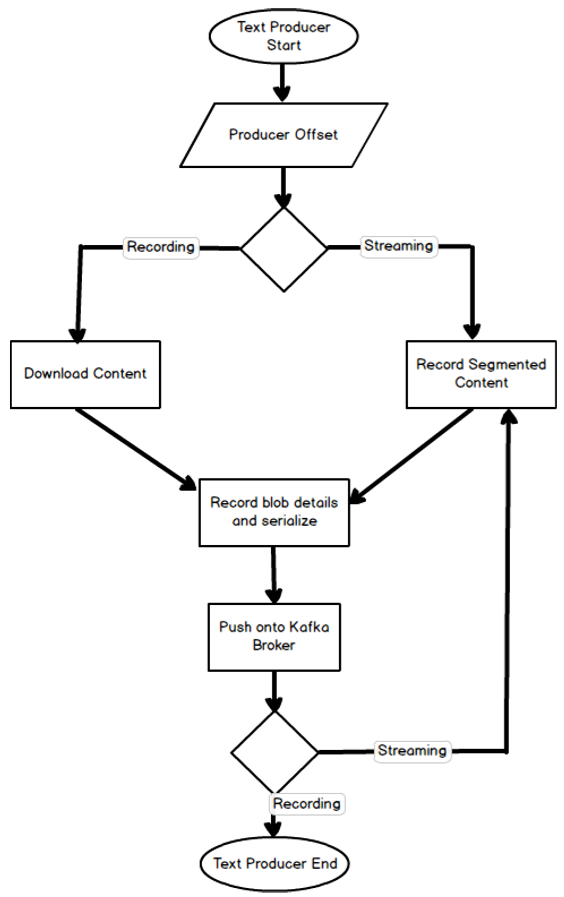 Text Producer
Start
Producer Offset
Recording
Streaming
Download Content
Record Segmented
Content
Record blob details
and serialize
Push onto Kafka
Broker
Streaming
Recording
Text Producer End